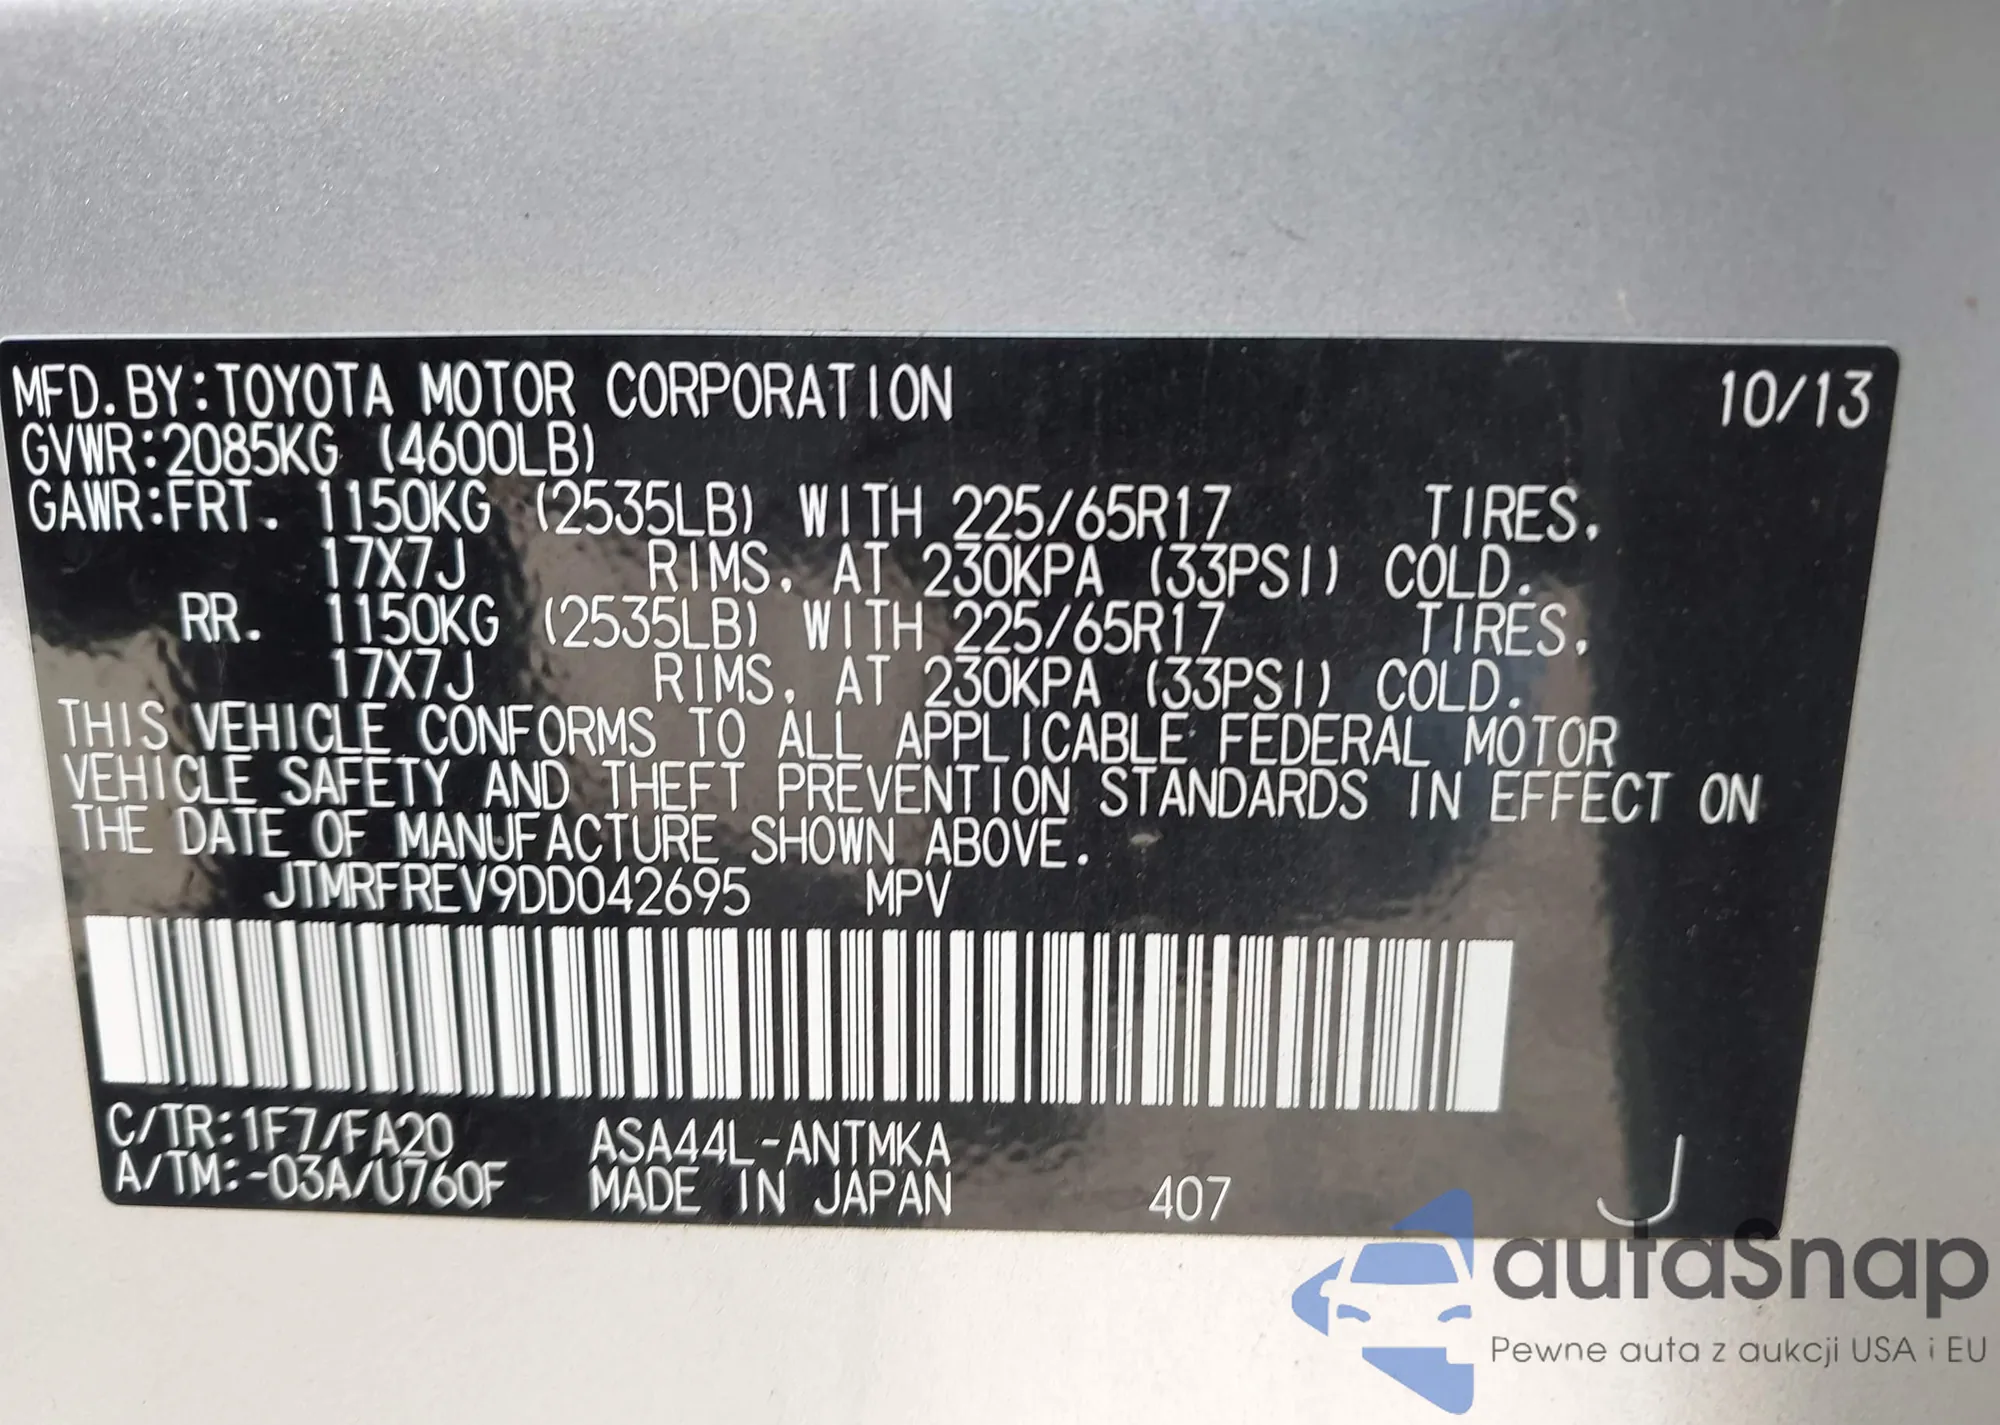 MFD.BY:TOYOTA MOTOR CORPORATION 10/13
GVWR:2085KG (4600LB)
GAWR:FRT. 1150KG (2535LB) WITH 225/65R17 TIRES,
17X7J RIMS, AT 230KPA (33PSI) COLD.
RR. 1150KG (2535LB) WITH 225/65R17 TIRES,
17X7J RIMS, AT 230KPA (33PSI) COLD.
THIS VEHICLE CONFORMS TO ALL APPLICABLE FEDERAL MOTOR
VEHICLE SAFETY AND THEFT PREVENTION STANDARDS IN EFFECT ON
THE DATE OF MANUFACTURE SHOWN ABOVE.
JTMRFREV9DD042695 MPV
C/TR:1F7/FA20 ASA44L-ANTMKA
A/TM:-03A/U760F MADE IN JAPAN 407 J
autaSnap
Pewne auta z aukcji USA i EU